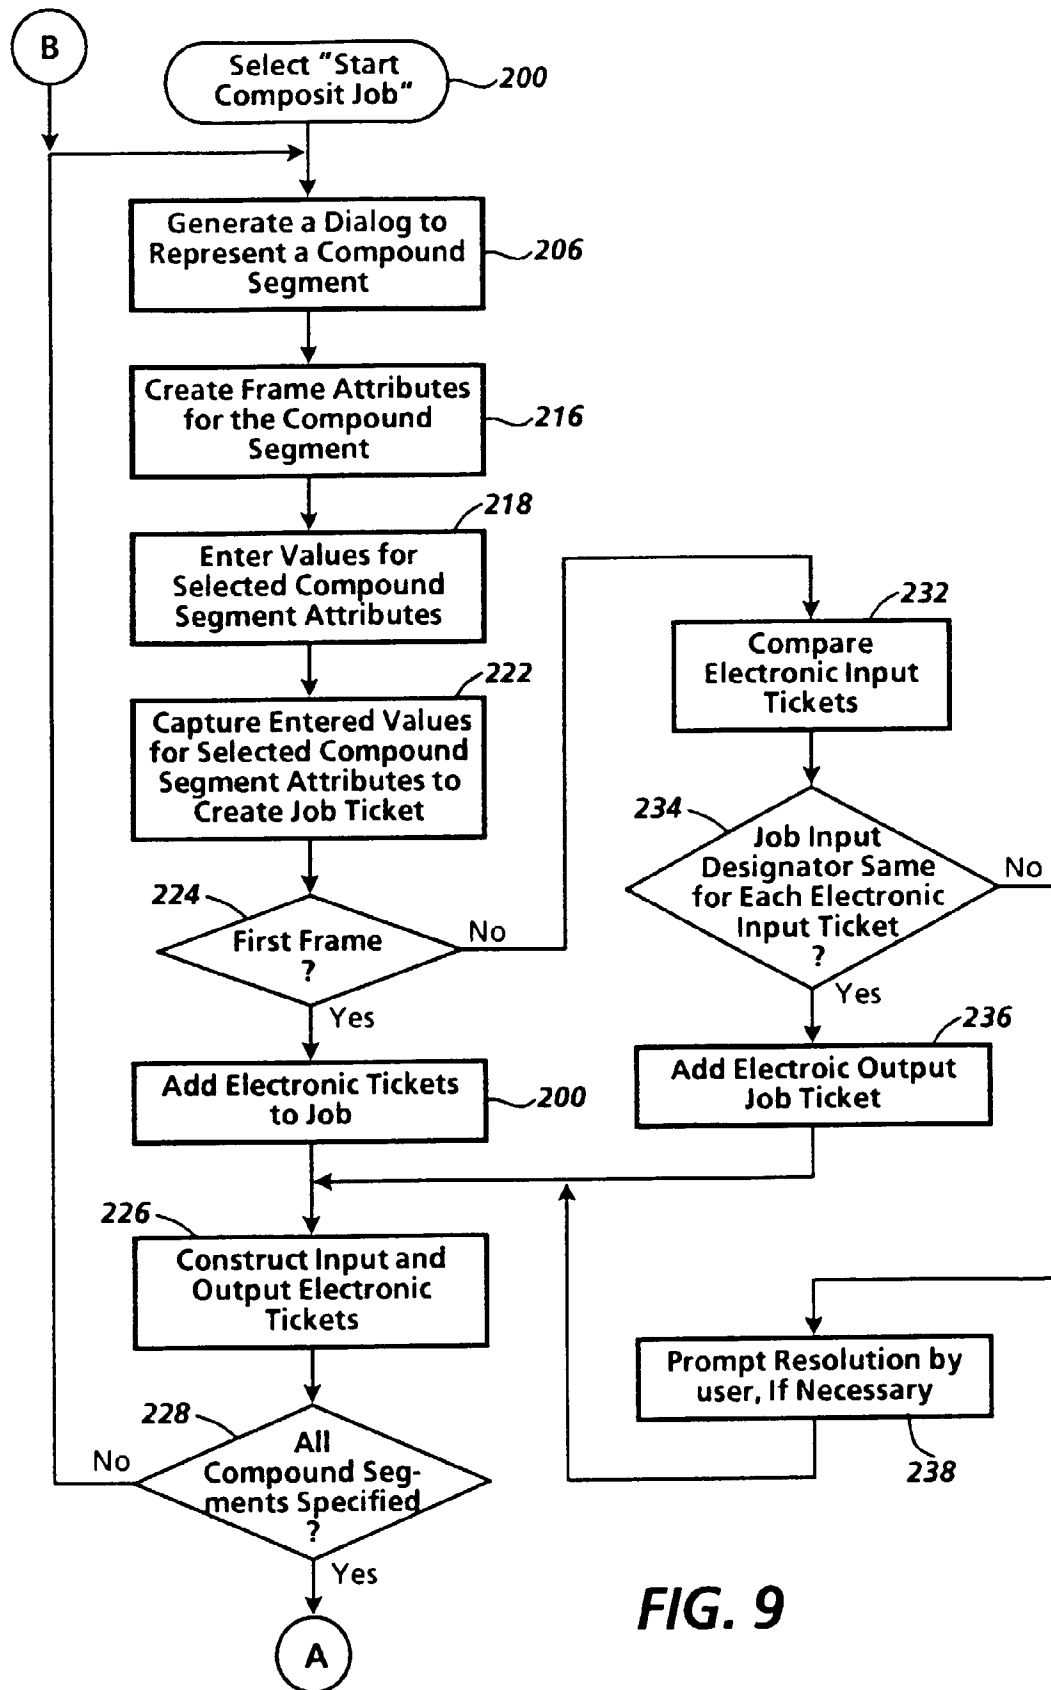 B
Select "Start
Composit Job"
200
Generate a Dialog to
Represent a Compound
Segment
206
Create Frame Attributes
for the Compound
Segment
216
218
Enter Values for
Selected Compound
Segment Attributes
222
Capture Entered Values
for Selected Compound
Segment Attributes to
Create Job Ticket
224
First Frame
?
No
Yes
Add Electronic Tickets
to Job
200
226
Construct Input and
Output Electronic
Tickets
228
All
Compound Seg-
ments Specified
?
No
Yes
A
232
Compare
Electronic Input
Tickets
234
Job Input
Designator Same
for Each Electronic
Input Ticket
?
No
Yes
236
Add Electroic Output
Job Ticket
Prompt Resolution by
user, If Necessary
238
FIG. 9